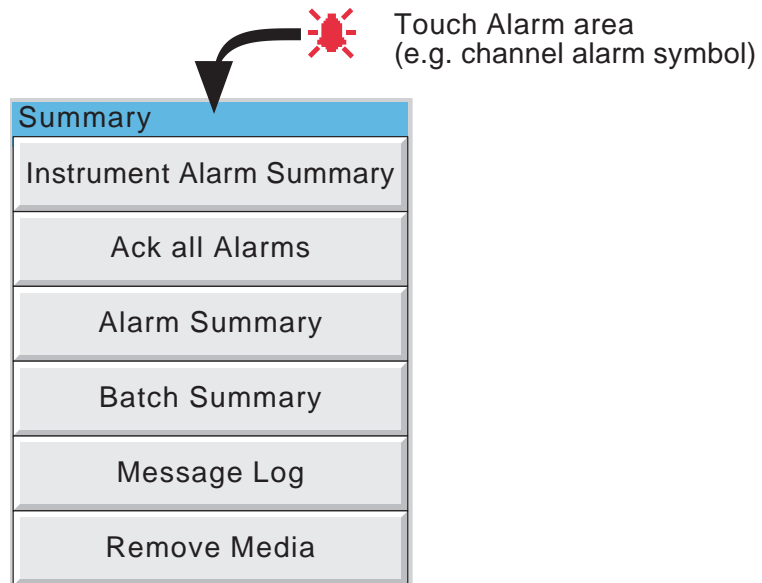 Touch Alarm area
(e.g. channel alarm symbol)
Summary
Instrument Alarm Summary
Ack all Alarms
Alarm Summary
Batch Summary
Message Log
Remove Media